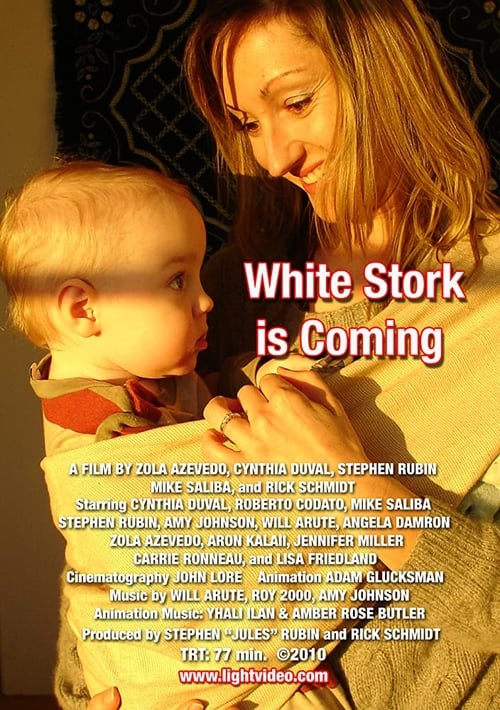 White Stork
is Coming
A FILM BY ZOLA AZEVEDO, CYNTHIA DUVAL, STEPHEN RUBIN
MIKE SALIBA, and RICK SCHMIDT
Starring CYNTHIA DUVAL, ROBERTO CODATO, MIKE SALIBA
STEPHEN RUBIN, AMY JOHNSON, WILL ARUTE, ANGELA DAMRON
ZOLA AZEVEDO, ARON KALAII, JENNIFER MILLER
CARRIE RONNEAU, and LISA FRIEDLAND
Cinematography JOHN LORE Animation ADAM GLUCKSMAN
Music by WILL ARUTE, ROY 2000, AMY JOHNSON
Animation Music: YHALI ILAN & AMBER ROSE BUTLER
Produced by STEPHEN "JULES" RUBIN and RICK SCHMIDT
TRT: 77 min. ©2010
www.lightvideo.com